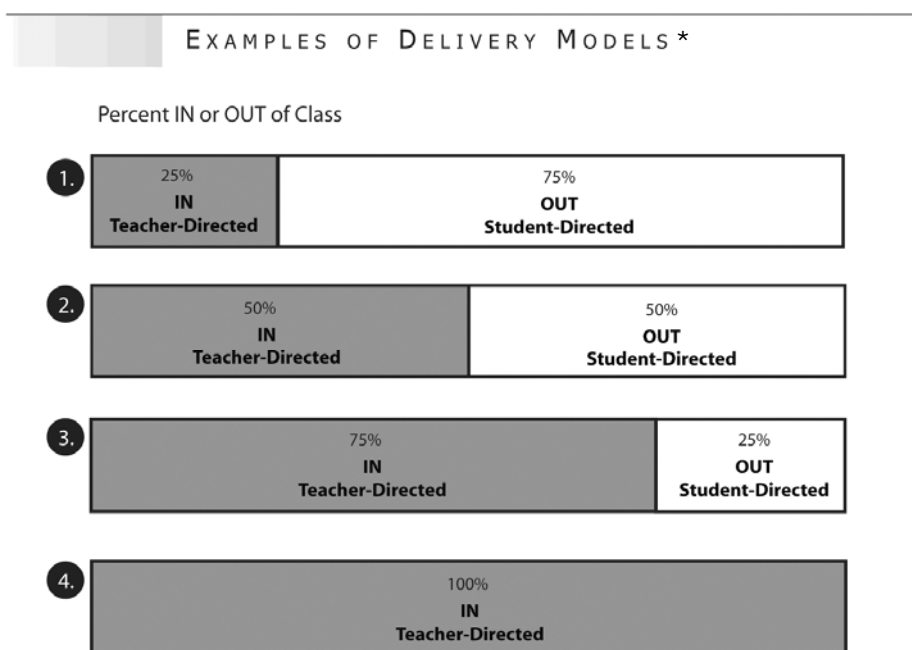 EXAMPLES OF DELIVERY MODELS*
Percent IN or OUT of Class
1.
25%
IN
Teacher-Directed
75%
OUT
Student-Directed
2.
50%
IN
Teacher-Directed
50%
OUT
Student-Directed
3.
75%
IN
Teacher-Directed
25%
OUT
Student-Directed
4.
100%
IN
Teacher-Directed